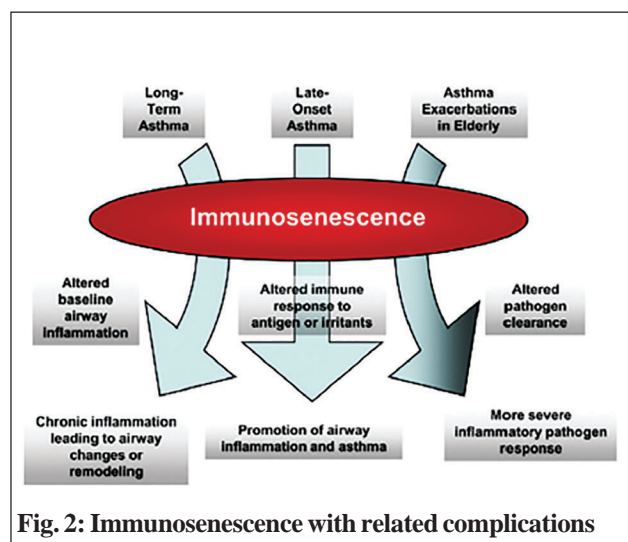 Long-
Term
Asthma
Late-
Onset
Asthma
Asthma
Exacerbations
in Elderly
Immunosenescence
Altered
baseline
airway
inflammation
Altered immune
response to
antigen or irritants
Altered
pathogen
clearance
Chronic inflammation
leading to airway
changes or
remodeling
Promotion of airway
inflammation and asthma
More severe
inflammatory pathogen
response
Fig. 2: Immunosenescence with related complications